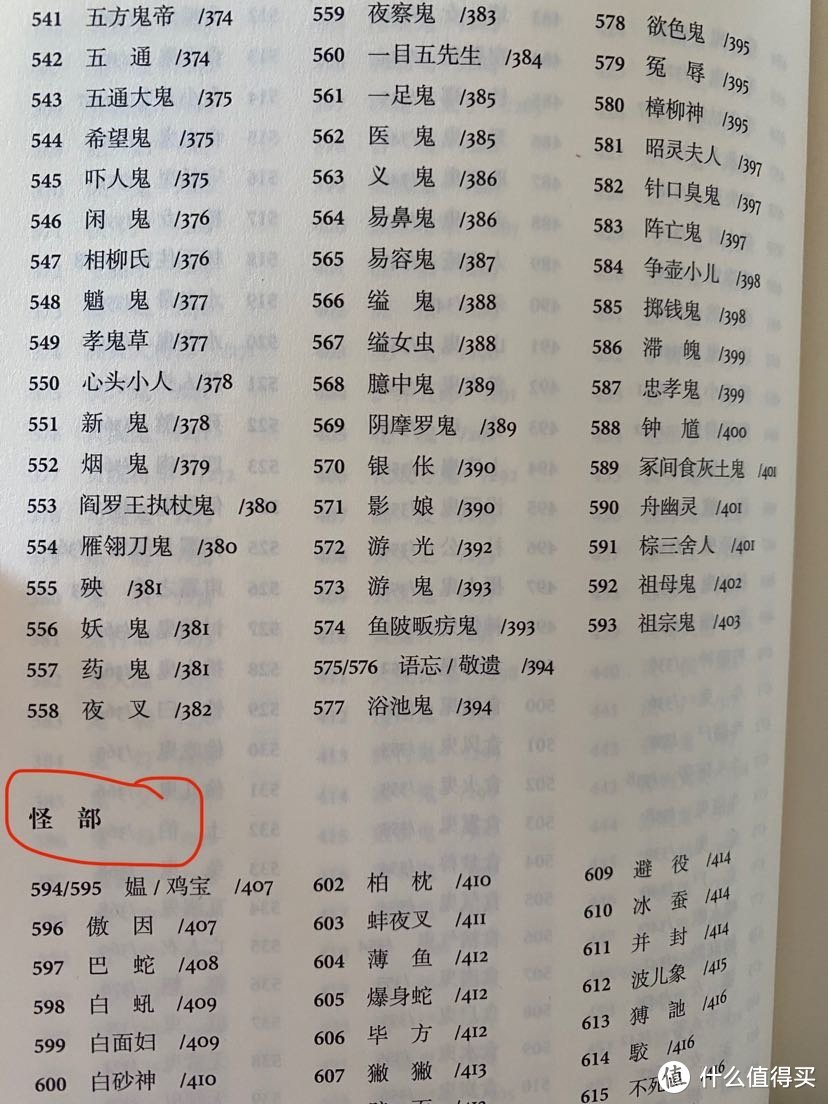 541 五方鬼帝 /374
542 五 通 /374
543 五通大鬼 /375
544 希望鬼 /375
545 吓人鬼 /375
546 闲 鬼 /376
547 相柳氏 /376
548 魈 鬼 /377
549 孝鬼草 /377
550 心头小人 /378
551 新 鬼 /378
552 烟 鬼 /379
553 阎罗王执杖鬼 /380
554 雁翎刀鬼 /380
555 殃 /381
556 妖 鬼 /381
557 药 鬼 /381
558 夜 叉 /382
559 夜察鬼 /383
560 一目五先生 /384
561 一足鬼 /385
562 医 鬼 /385
563 义 鬼 /386
564 易鼻鬼 /386
565 易容鬼 /387
566 缢 鬼 /388
567 缢女虫 /388
568 臆中鬼 /389
569 阴摩罗鬼 /389
570 银 伥 /390
571 影 娘 /390
572 游 光 /392
573 游 鬼 /393
574 鱼陂畈疠鬼 /393
575/576 语忘 / 敬遗 /394
577 浴池鬼 /394
578 欲色鬼 /395
579 冤 辱 /395
580 樟柳神 /395
581 昭灵夫人 /397
582 针口臭鬼 /397
583 阵亡鬼 /397
584 争壶小儿 /398
585 掷钱鬼 /398
586 滞 魄 /399
587 忠孝鬼 /399
588 钟 馗 /400
589 冢间食灰土鬼 /401
590 舟幽灵 /401
591 棕三舍人 /401
592 祖母鬼 /402
593 祖宗鬼 /403
怪 部
594/595 媪 / 鸡宝 /407
596 傲 因 /407
597 巴 蛇 /408
598 白 虬 /409
599 白面妇 /409
600 白砂神 /410
602 柏 枕 /410
603 蚌夜叉 /411
604 薄 鱼 /412
605 爆身蛇 /412
606 毕 方 /412
607 獙 獙 /413
609 避 役 /414
610 冰 蚕 /414
611 并 封 /414
612 波儿象 /415
613 猼 訑 /416
614 駮 /416
615 不死
值 什么值得买